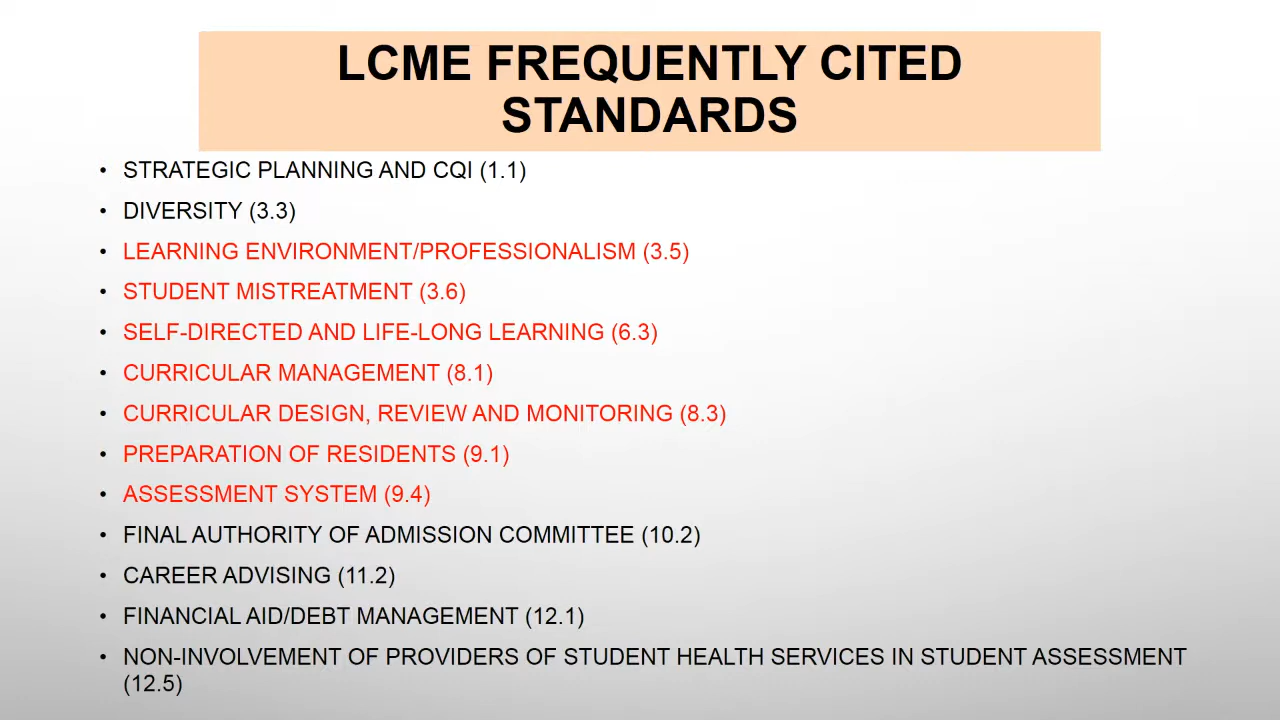 LCME FREQUENTLY CITED
STANDARDS
• STRATEGIC PLANNING AND CQI (1.1)
• DIVERSITY (3.3)
• LEARNING ENVIRONMENT/PROFESSIONALISM (3.5)
• STUDENT MISTREATMENT (3.6)
• SELF-DIRECTED AND LIFE-LONG LEARNING (6.3)
• CURRICULAR MANAGEMENT (8.1)
• CURRICULAR DESIGN, REVIEW AND MONITORING (8.3)
• PREPARATION OF RESIDENTS (9.1)
• ASSESSMENT SYSTEM (9.4)
• FINAL AUTHORITY OF ADMISSION COMMITTEE (10.2)
• CAREER ADVISING (11.2)
• FINANCIAL AID/DEBT MANAGEMENT (12.1)
• NON-INVOLVEMENT OF PROVIDERS OF STUDENT HEALTH SERVICES IN STUDENT ASSESSMENT
(12.5)